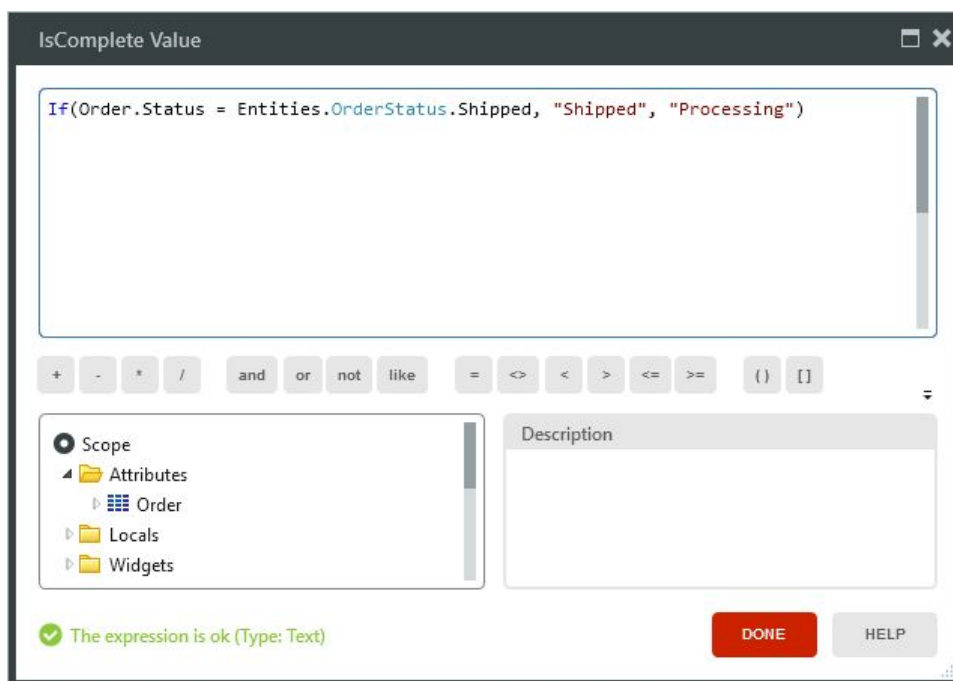 IsComplete Value
If(Order.Status = Entities.OrderStatus.Shipped, "Shipped", "Processing")
+ - * / and or not like = <> < > <= >= () []
Scope
Attributes
Order
Locals
Widgets
Description
The expression is ok (Type: Text)
DONE
HELP